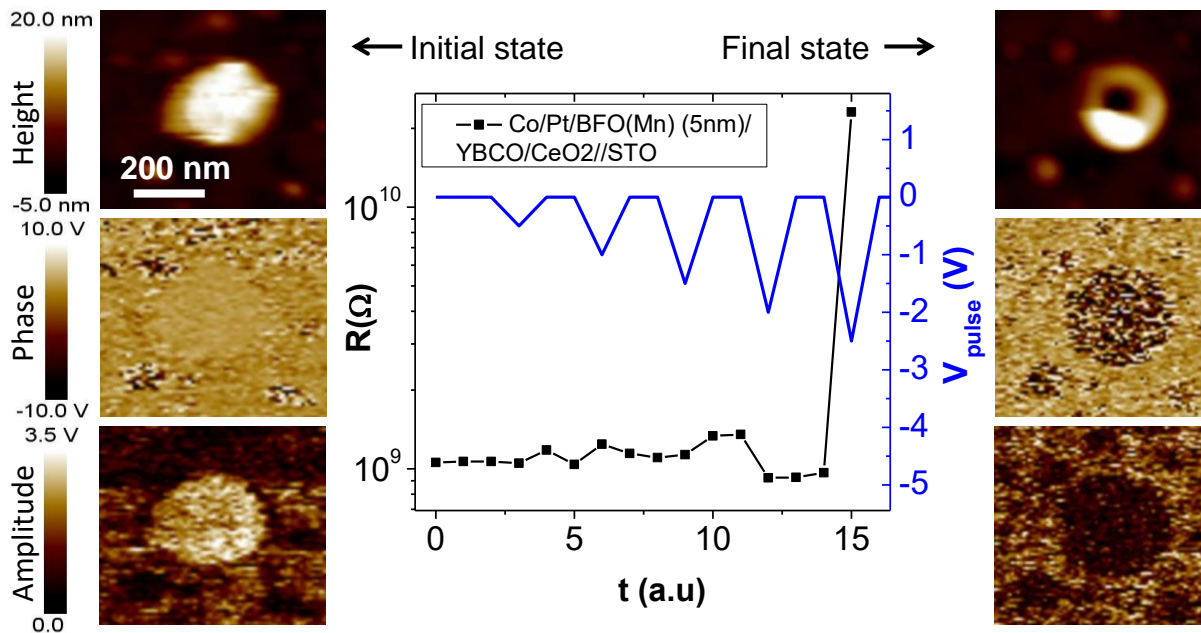 20.0 nm
Height
-5.0 nm
200 nm
10.0 V
Phase
-10.0 V
3.5 V
Amplitude
0.0
Initial state
Final state
Co/Pt/BFO(Mn) (5nm)/
YBCO/CeO2//STO
R(Ω)
10^10
10^9
0 5 10 15
t (a.u)
V_pulse (V)
1
0
-1
-2
-3
-4
-5